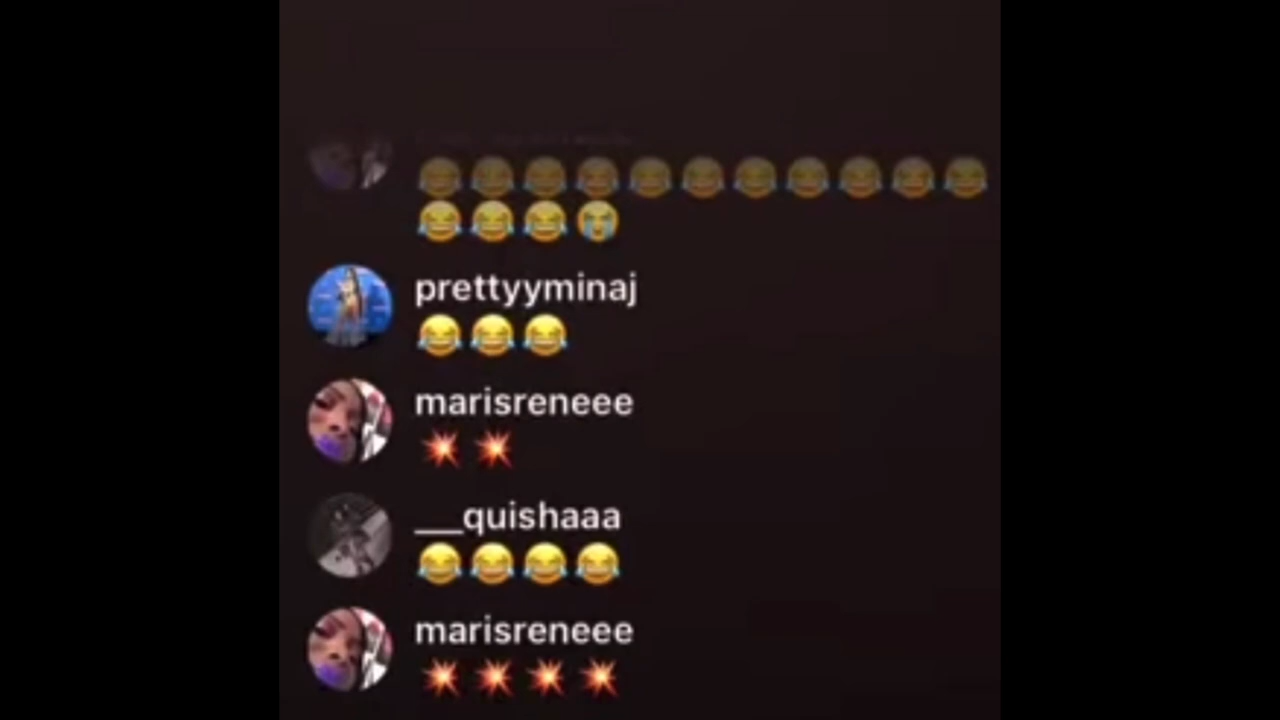 😂😂😂😂😂😂😂😂😂😂😂
😂😂😂😭
prettyyminaj
😂😂😂
marisreneee
💥💥
___quishaaa
😂😂😂😂
marisreneee
💥💥💥💥